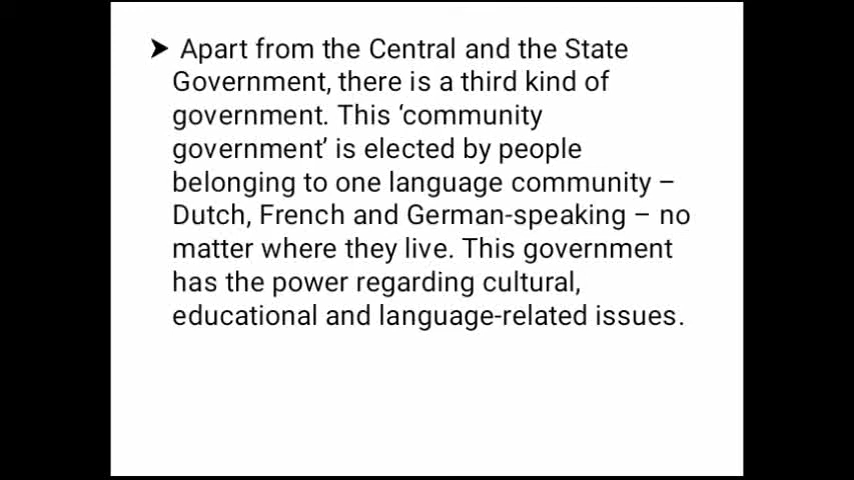 ➤ Apart from the Central and the State
Government, there is a third kind of
government. This ‘community
government’ is elected by people
belonging to one language community –
Dutch, French and German-speaking – no
matter where they live. This government
has the power regarding cultural,
educational and language-related issues.